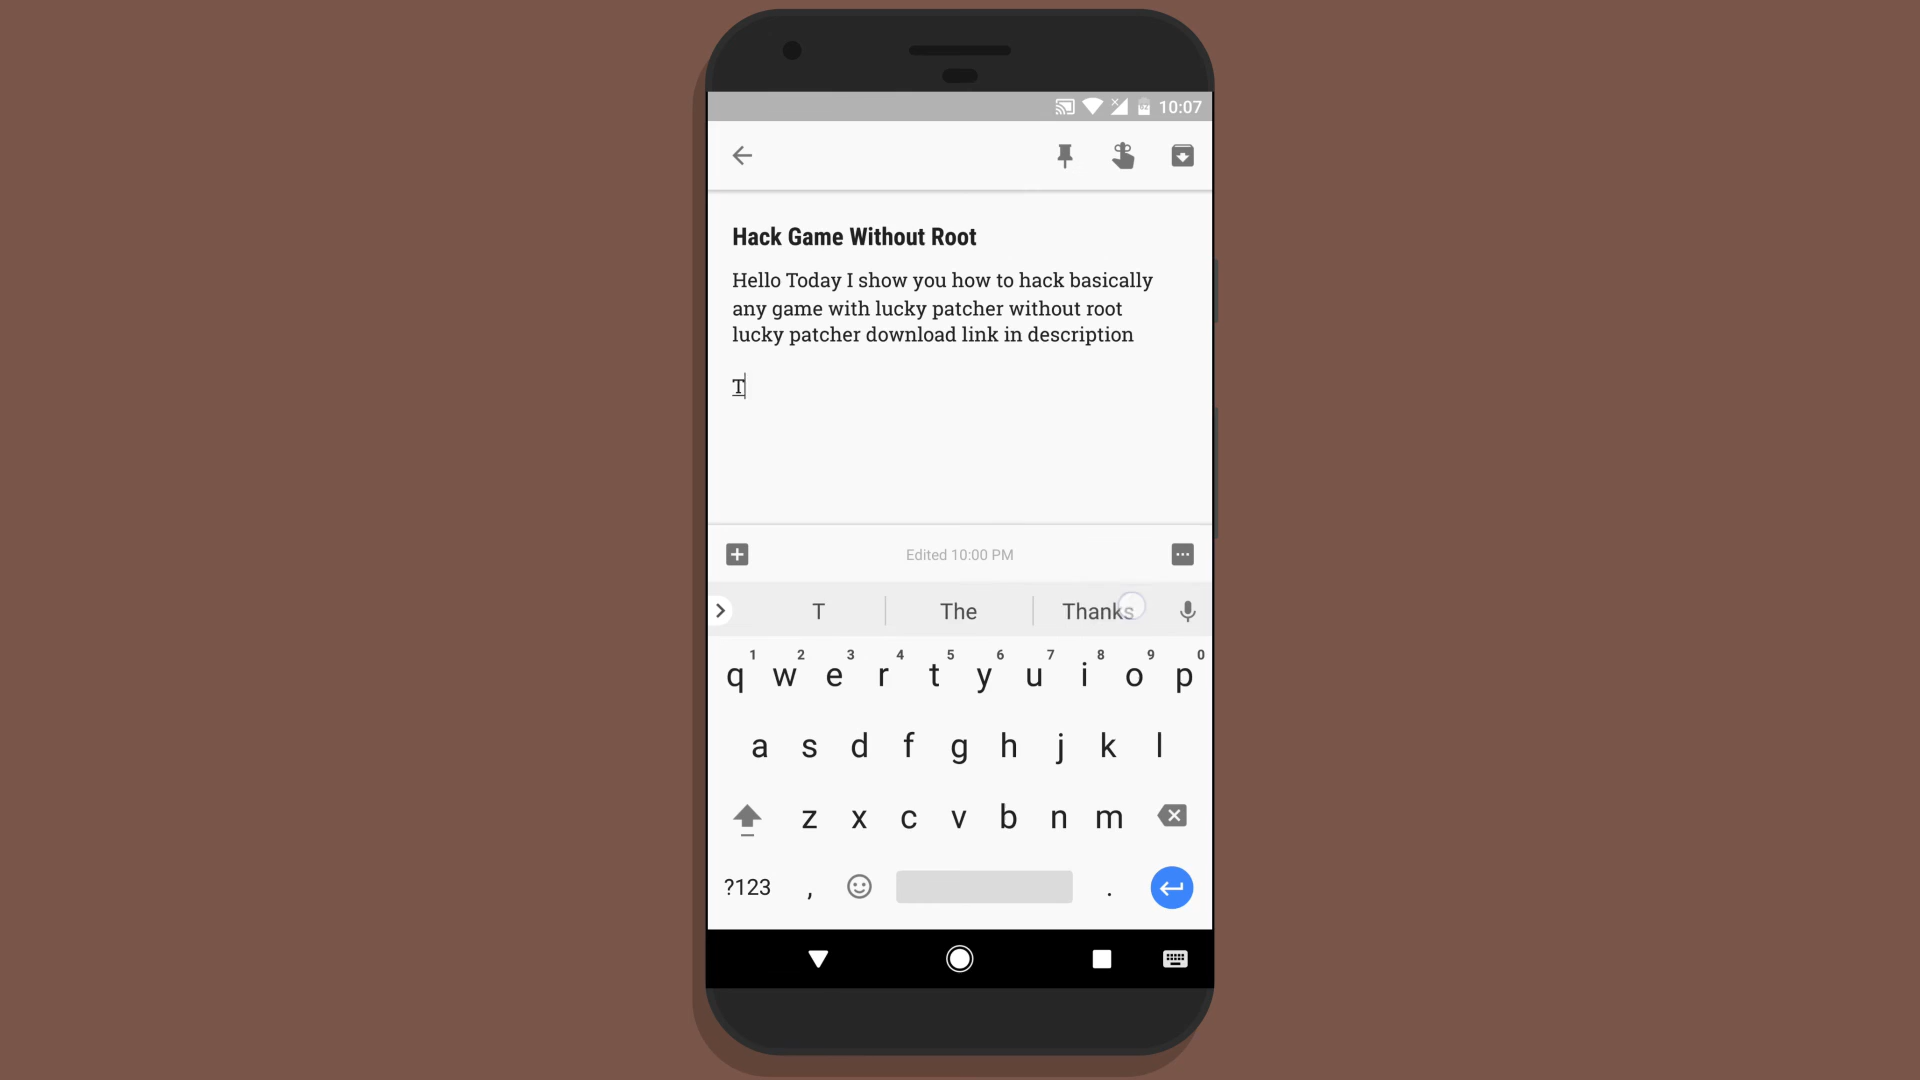 10:07
Hack Game Without Root
Hello Today I show you how to hack basically
any game with lucky patcher without root
lucky patcher download link in description
T
Edited 10:00 PM
T The Thanks
1 2 3 4 5 6 7 8 9 0
q w e r t y u i o p
a s d f g h j k l
z x c v b n m
?123 , .